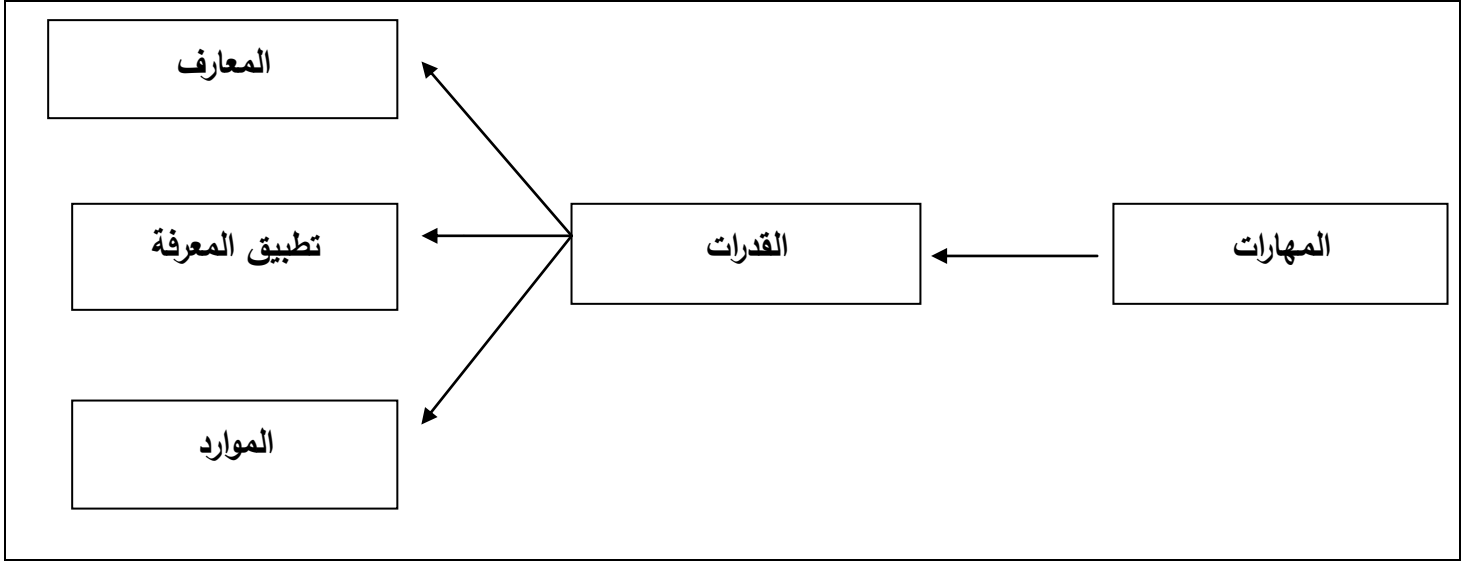 المعارف
المهارات
القدرات
تطبيق المعرفة
الموارد